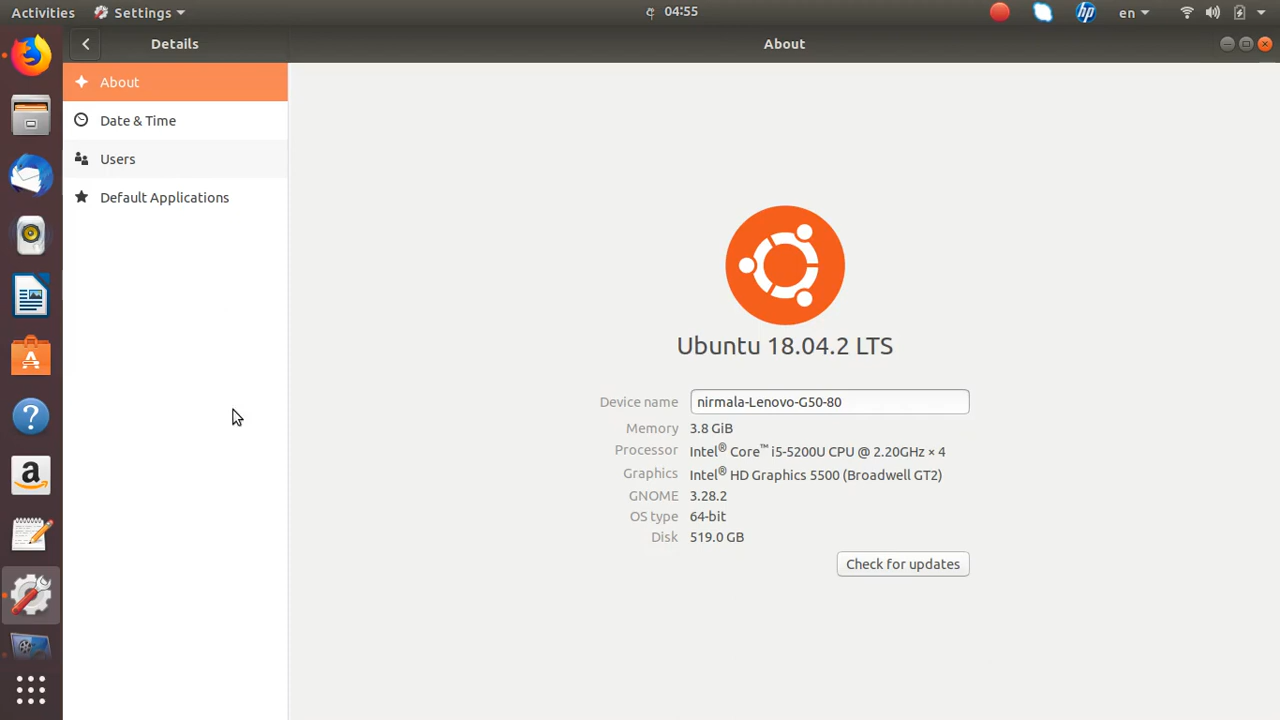 Activities Settings ඉ 04:55 hp en
Details About
About
Date & Time
Users
Default Applications
Ubuntu 18.04.2 LTS
Device name nirmala-Lenovo-G50-80
Memory 3.8 GiB
Processor Intel® Core™ i5-5200U CPU @ 2.20GHz × 4
Graphics Intel® HD Graphics 5500 (Broadwell GT2)
GNOME 3.28.2
OS type 64-bit
Disk 519.0 GB
Check for updates